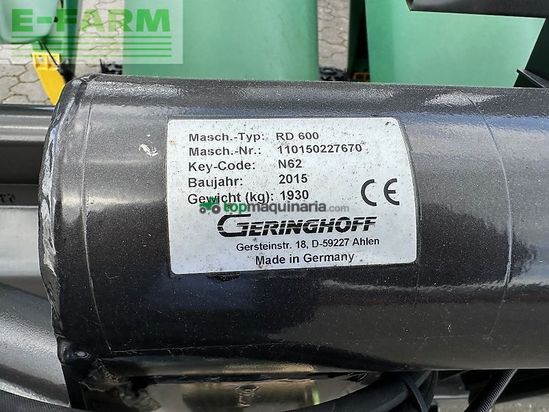 E-FARM
Masch.-Typ: RD 600
Masch.-Nr.: 110150227670
Key-Code: N62
Baujahr: 2015
Gewicht (kg): 1930
CE
topmaquinaria.com
GERINGHOFF
Gersteinstr. 18, D-59227 Ahlen
Made in Germany